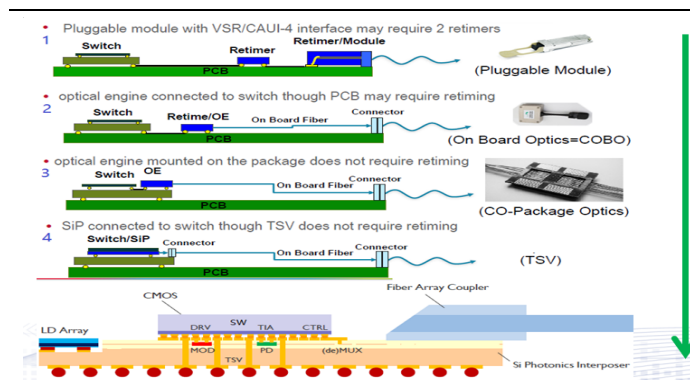 • Pluggable module with VSR/CAUI-4 interface may require 2 retimers
1
Switch
Retimer
Retimer/Module
PCB
(Pluggable Module)
• optical engine connected to switch though PCB may require retiming
2
Switch
Retime/OE
On Board Fiber
Connector
PCB
(On Board Optics=COBO)
• optical engine mounted on the package does not require retiming
3
Switch
OE
On Board Fiber
Connector
PCB
(CO-Package Optics)
• SiP connected to switch though TSV does not require retiming
4
Switch/SiP
Connector
On Board Fiber
Connector
PCB
(TSV)
CMOS
Fiber Array Coupler
LD Array
SW
DRV
TIA
CTRL
MOD
TSV
PD
(de)MUX
Si Photonics Interposer